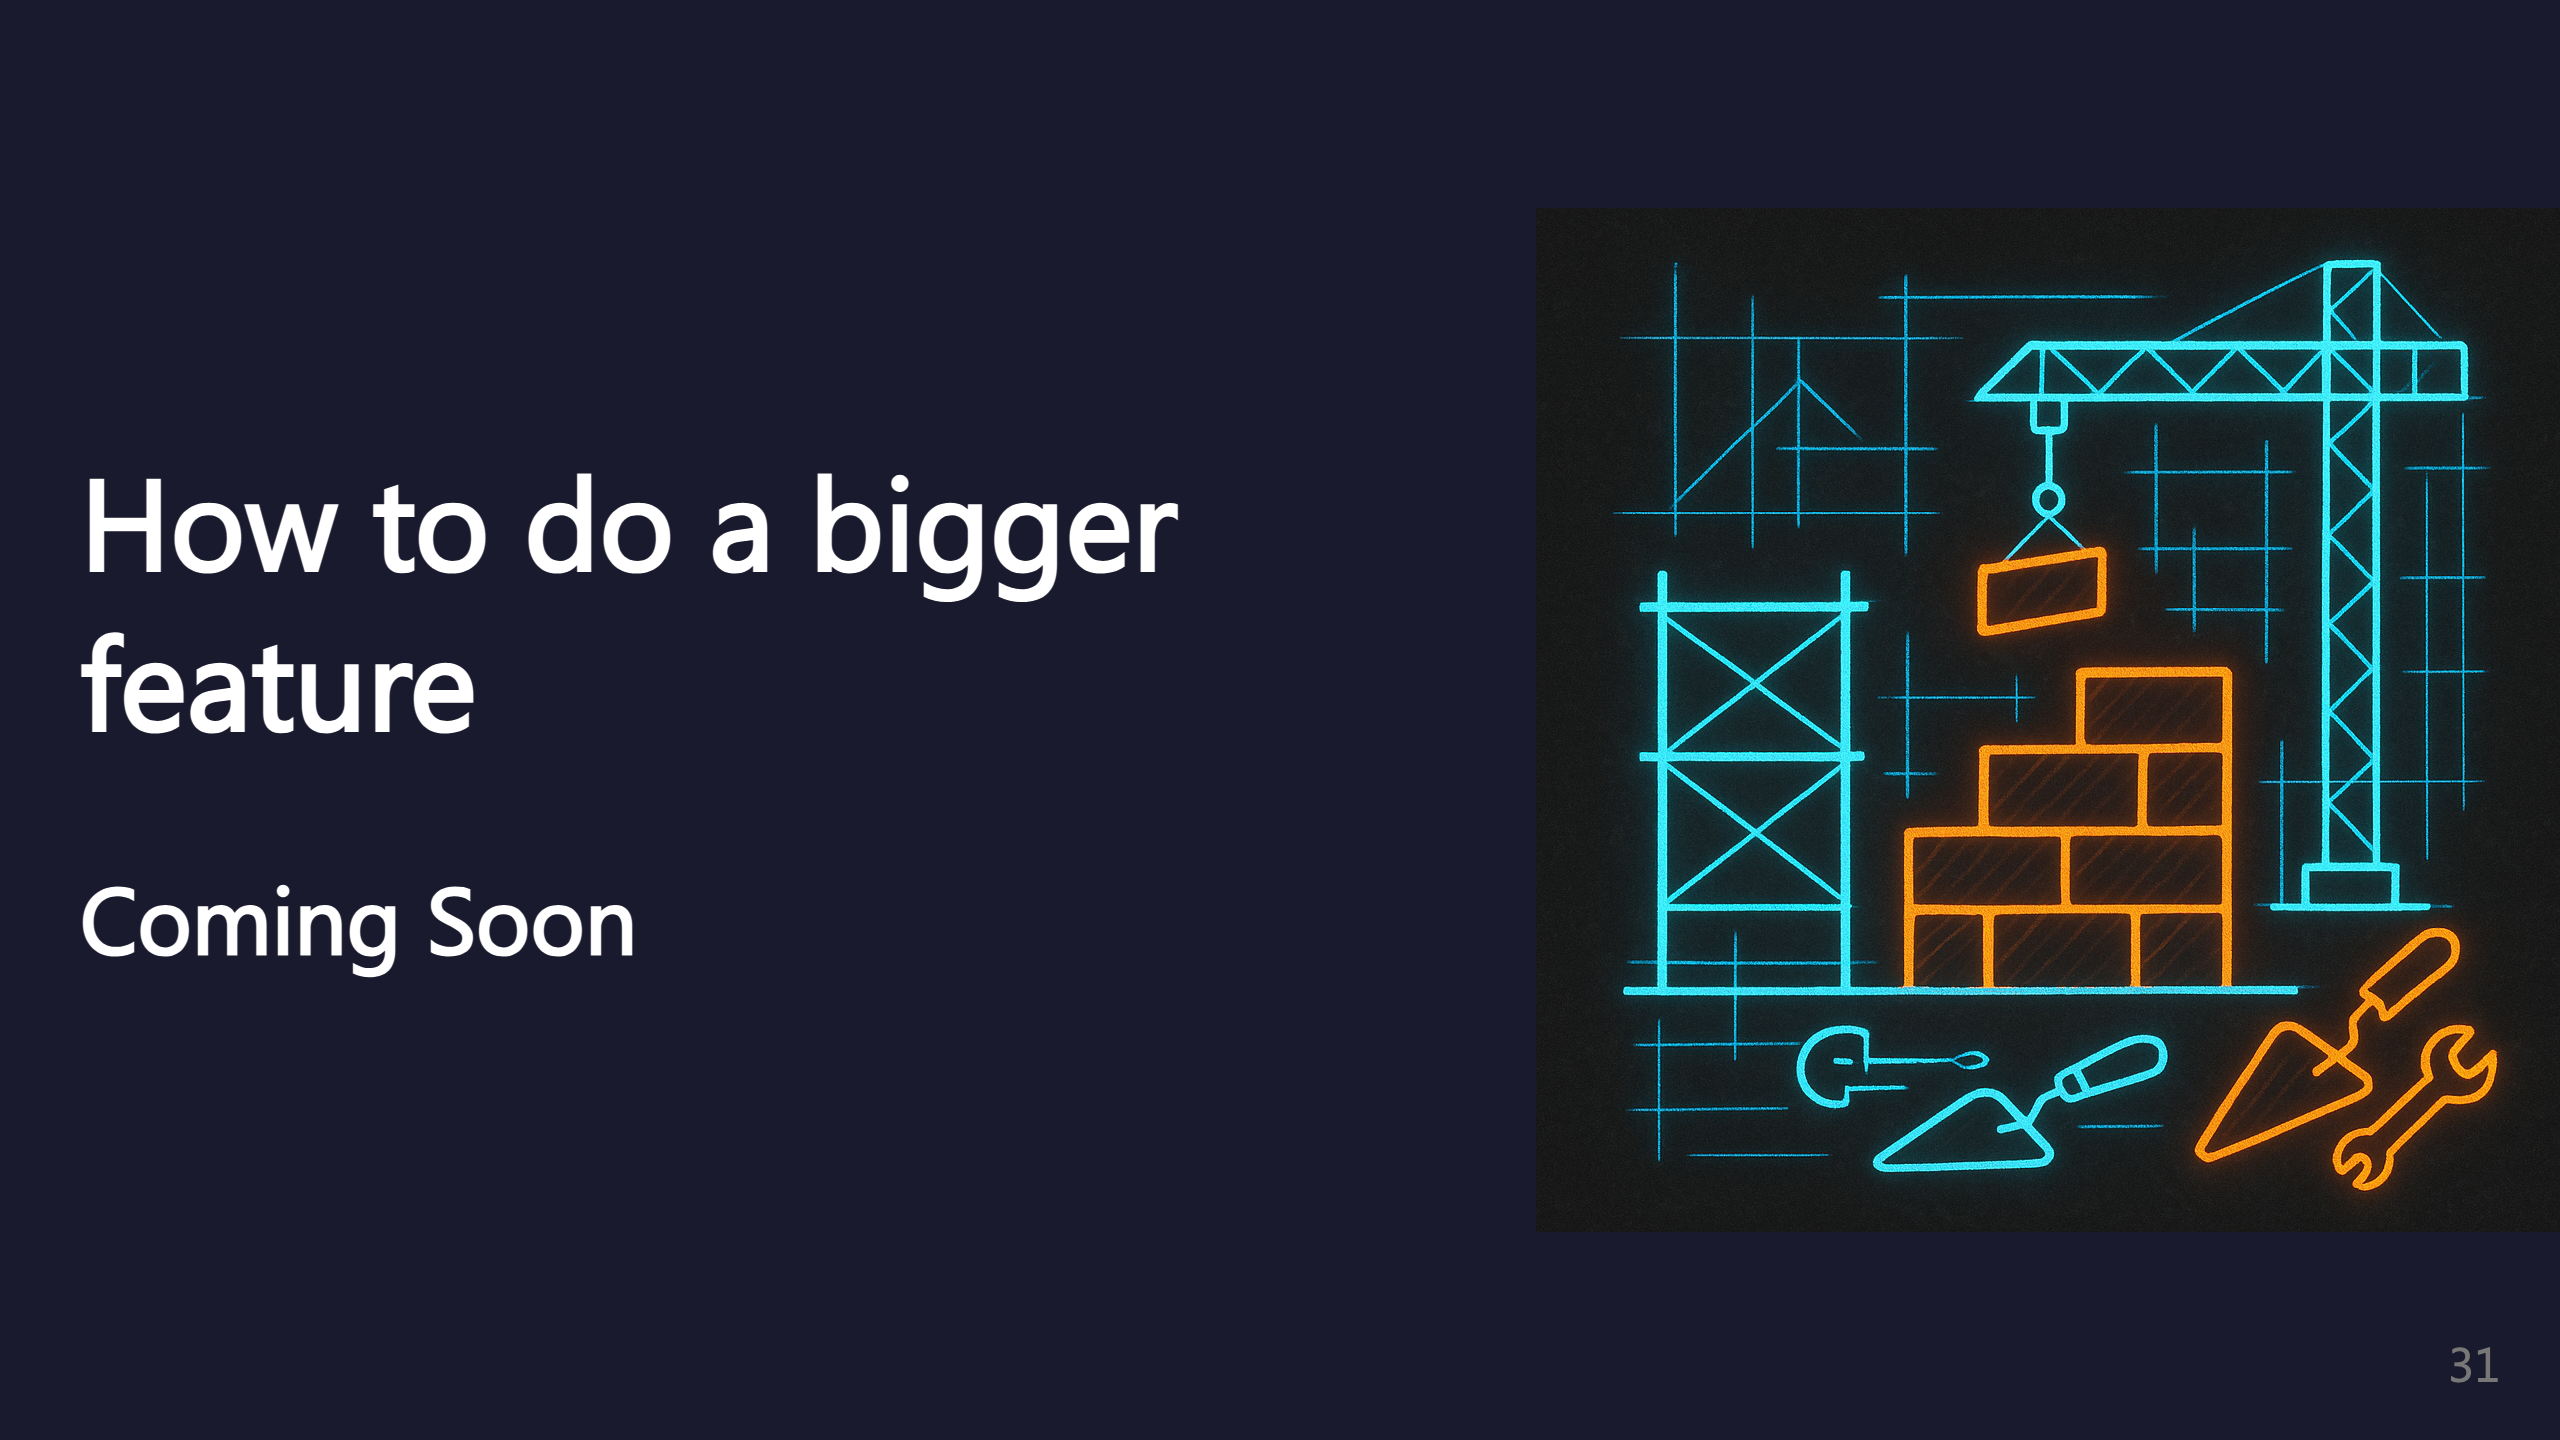 How to do a bigger
feature
Coming Soon
31